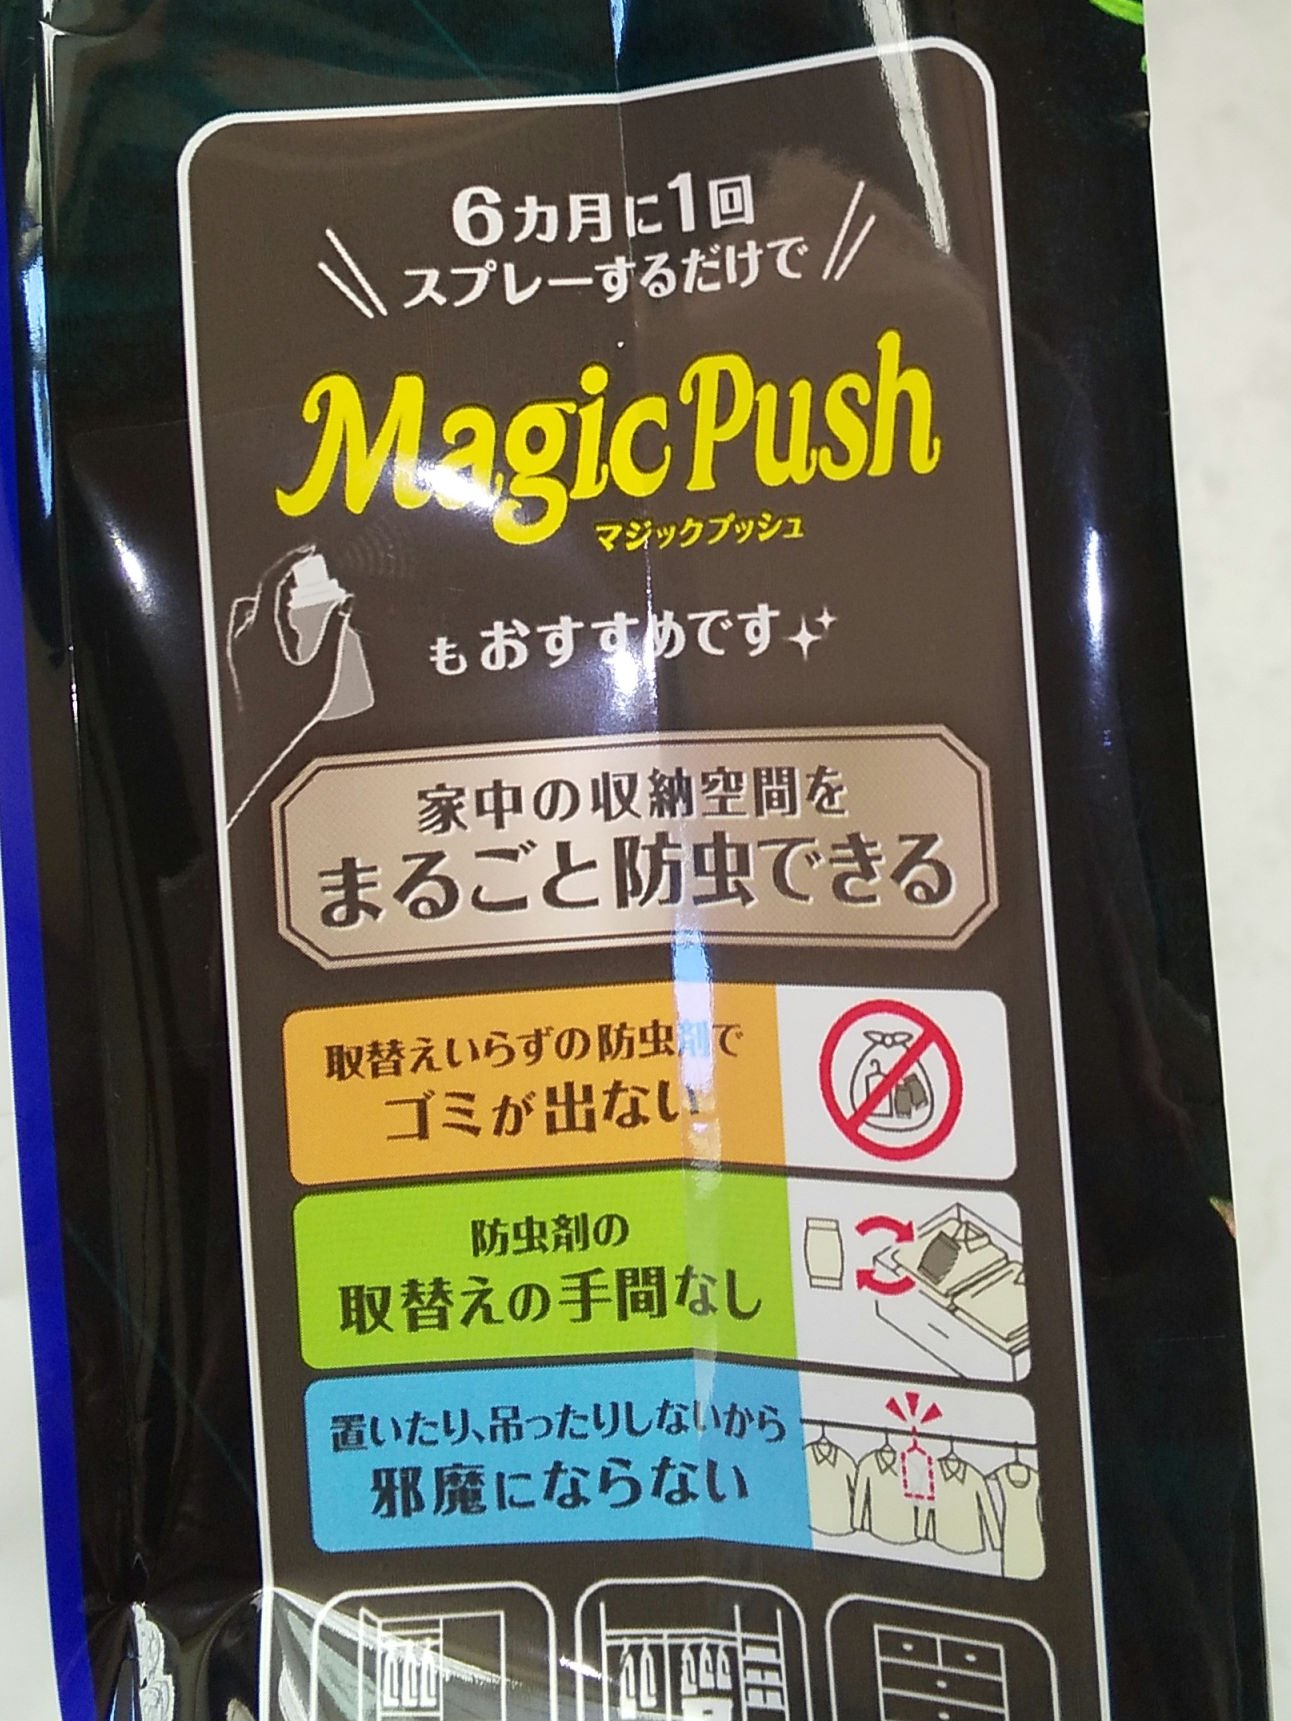 6カ月に1回
スプレーするだけで
Magic Push
マジックプッシュ
もおすすめです
家中の収納空間を
まるごと防虫できる
取替えいらずの防虫剤で
ゴミが出ない
防虫剤の
取替えの手間なし
置いたり、吊ったりしないから
邪魔にならない